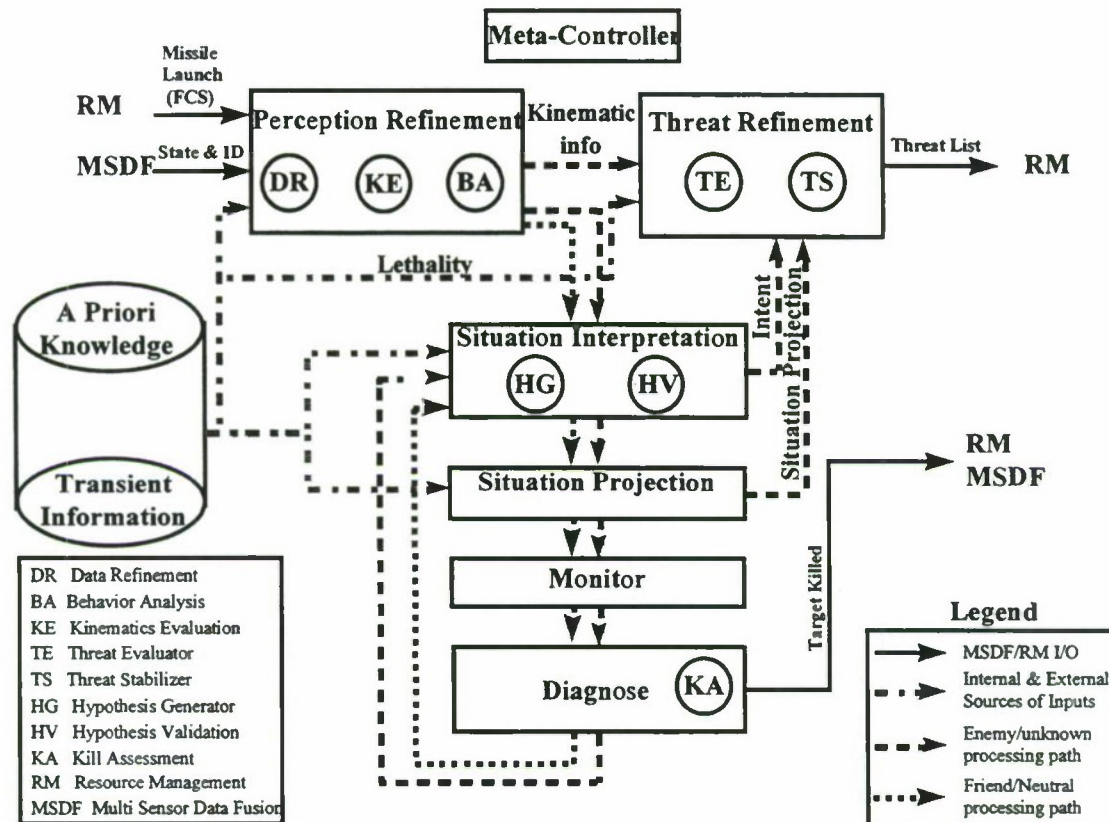 Meta-Controller
Missile
Launch
(FCS)
RM
MSDF
State & ID
Perception Refinement
DR
KE
BA
Kinematic
info
Threat Refinement
TE
TS
Threat List
RM
Lethality
A Priori
Knowledge
Transient
Information
Situation Interpretation
HG
HV
Intent
Situation Projection
Situation Projection
Monitor
Diagnose
KA
Target Killed
RM
MSDF
DR Data Refinement
BA Behavior Analysis
KE Kinematics Evaluation
TE Threat Evaluator
TS Threat Stabilizer
HG Hypothesis Generator
HV Hypothesis Validation
KA Kill Assessment
RM Resource Management
MSDF Multi Sensor Data Fusion
Legend
MSDF/RM I/O
Internal & External
Sources of Inputs
Enemy/unknown
processing path
Friend/Neutral
processing path